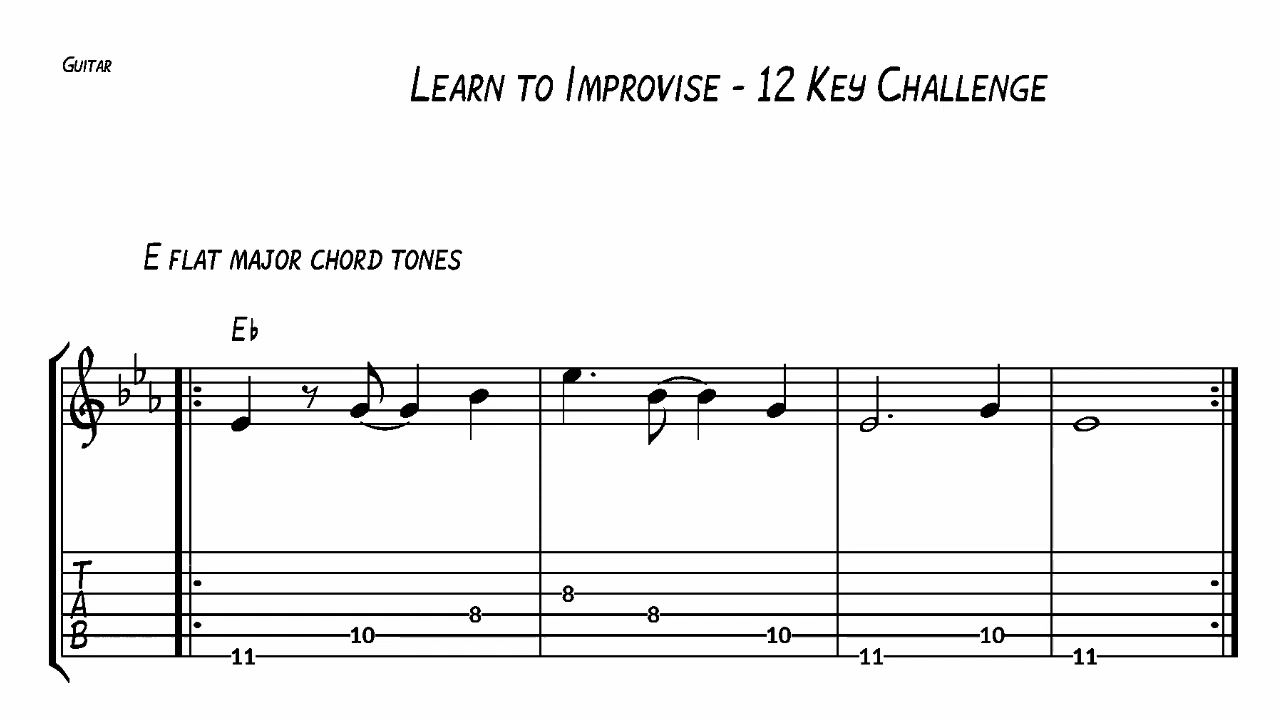 Guitar
Learn to Improvise - 12 Key Challenge
E flat major chord tones
E♭
T
A
B
8
8 8
10 10 10
11 11 11